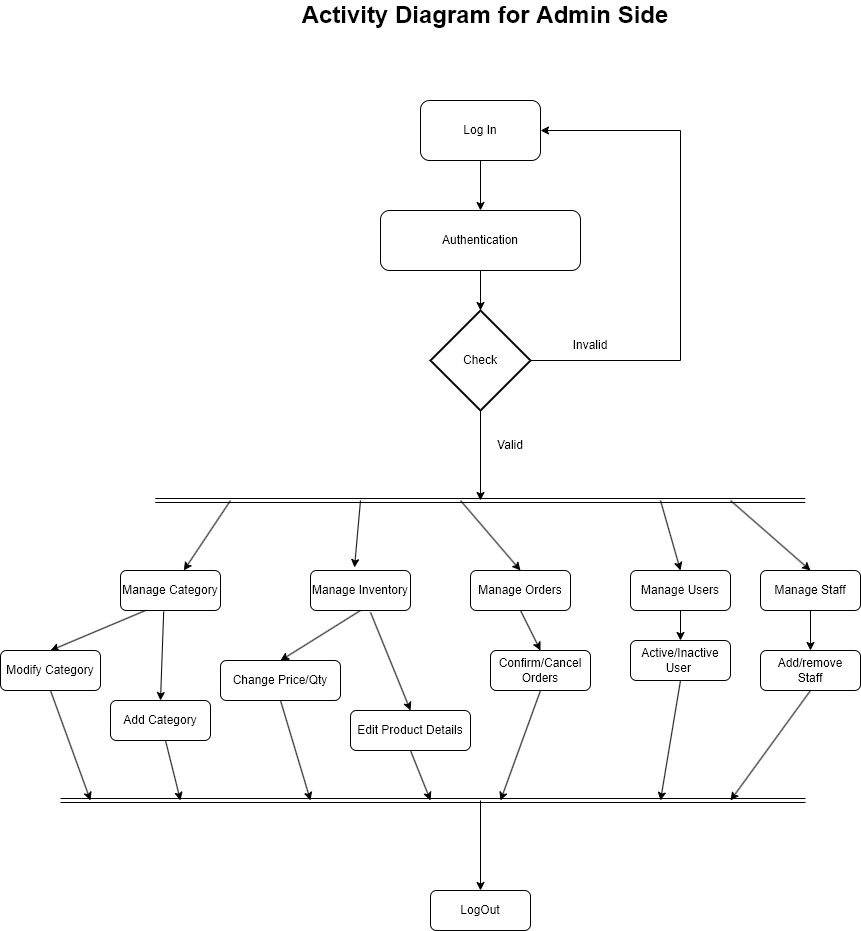 Activity Diagram for Admin Side
Log In
Authentication
Check
Invalid
Valid
Manage Category
Manage Inventory
Manage Orders
Manage Users
Manage Staff
Modify Category
Add Category
Change Price/Qty
Edit Product Details
Confirm/Cancel
Orders
Active/Inactive
User
Add/remove
Staff
LogOut